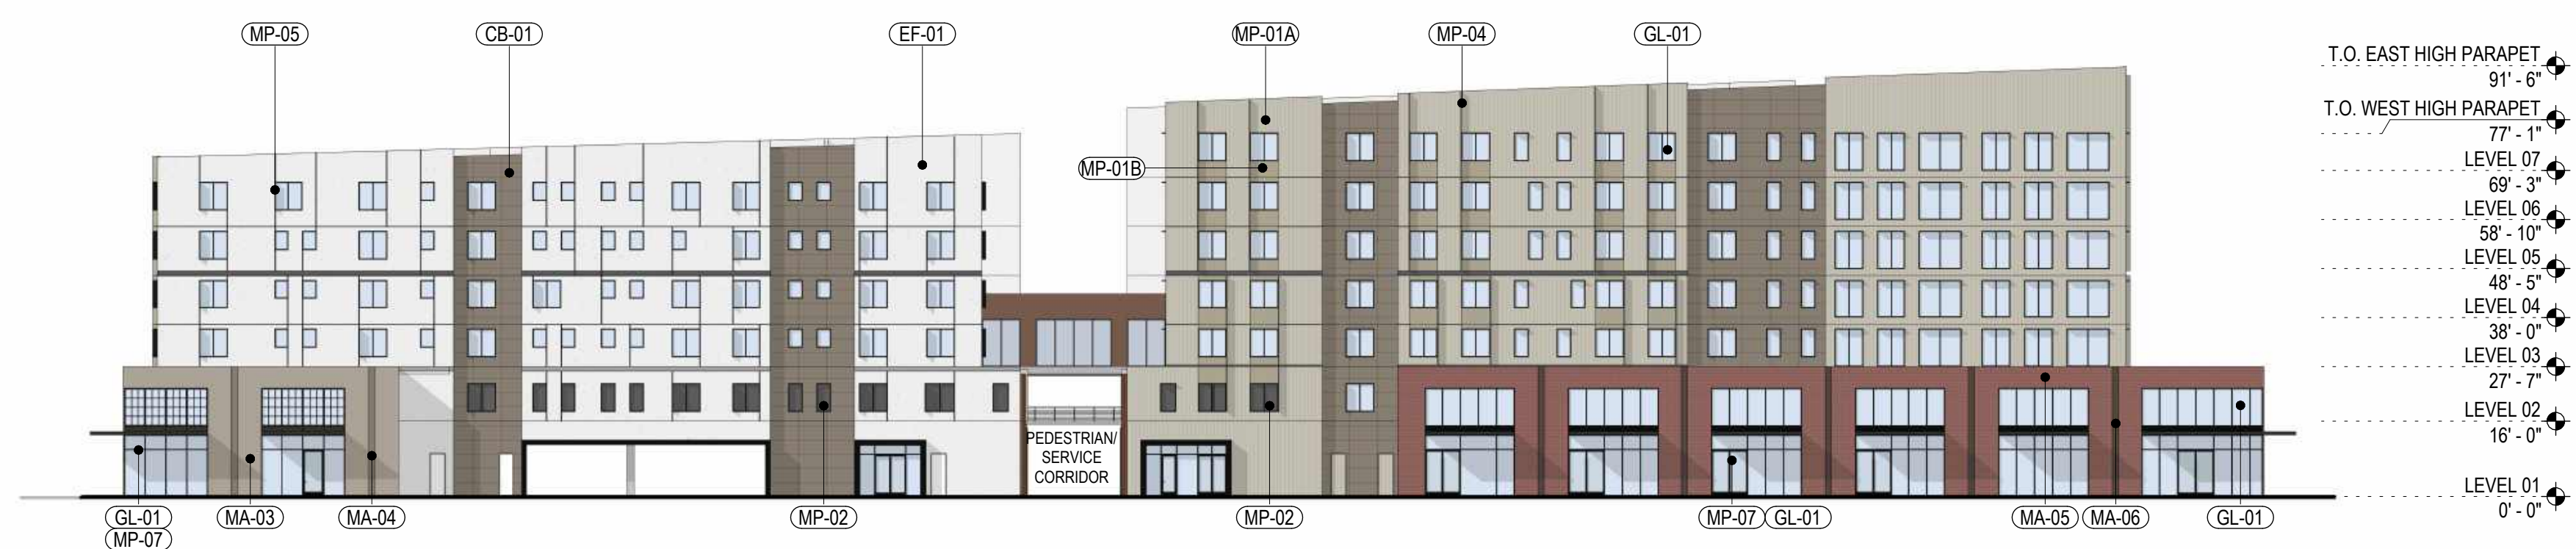 MP-05
CB-01
EF-01
MP-01A
MP-04
GL-01
MP-01B
T.O. EAST HIGH PARAPET
91' - 6"
T.O. WEST HIGH PARAPET
77' - 1"
LEVEL 07
69' - 3"
LEVEL 06
58' - 10"
LEVEL 05
48' - 5"
LEVEL 04
38' - 0"
LEVEL 03
27' - 7"
LEVEL 02
16' - 0"
LEVEL 01
0' - 0"
PEDESTRIAN/
SERVICE
CORRIDOR
GL-01
MP-07
MA-03
MA-04
MP-02
MP-02
MP-07
GL-01
MA-05
MA-06
GL-01